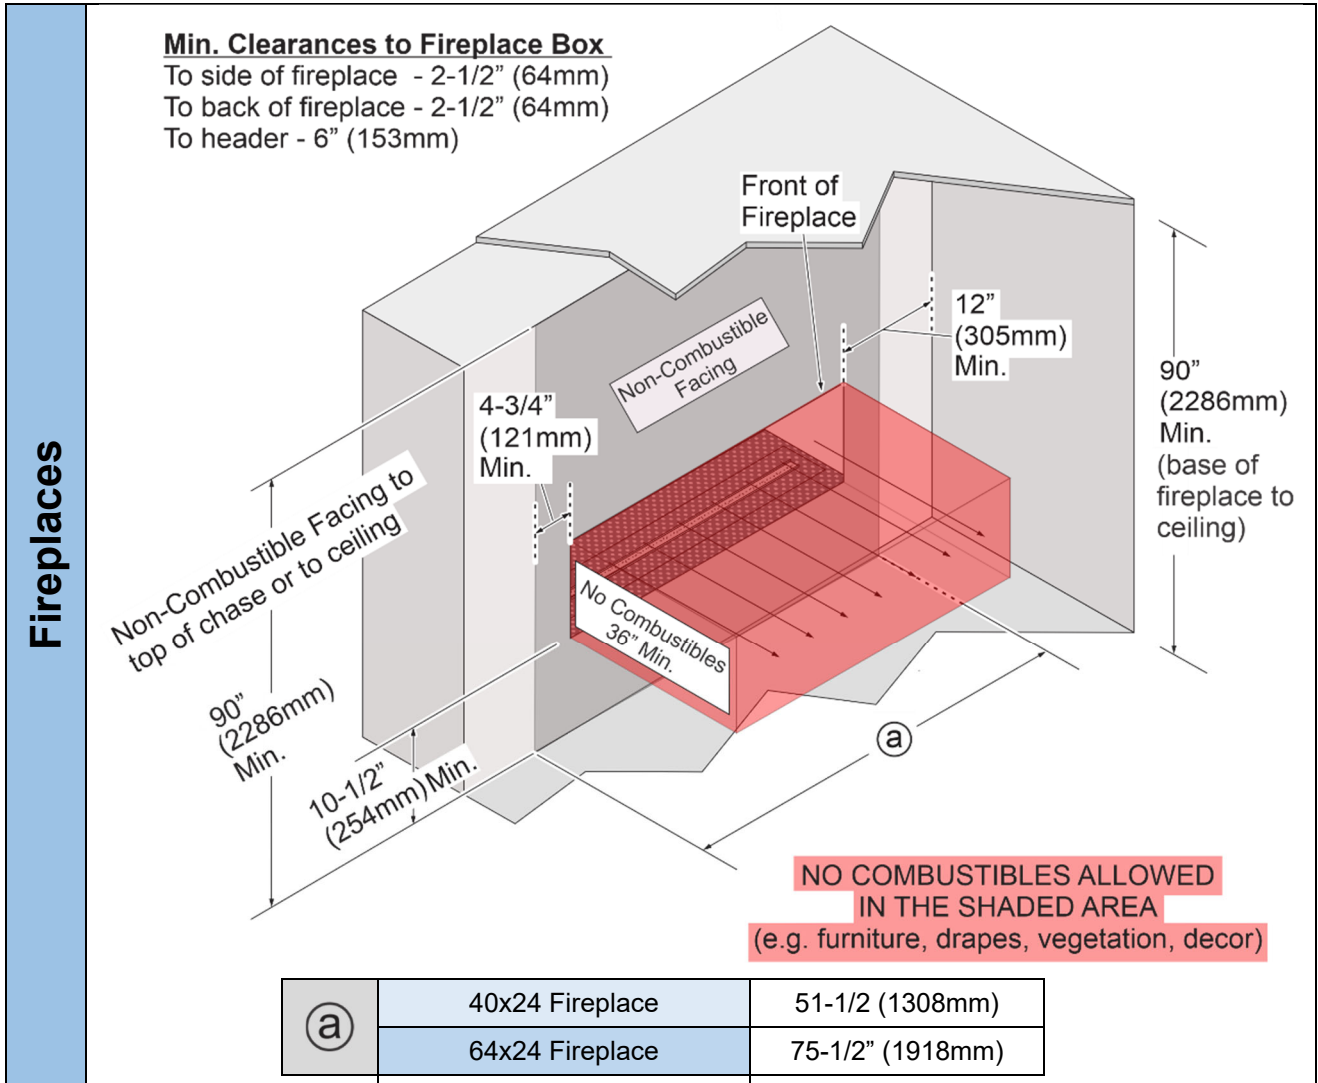 Fireplaces
Min. Clearances to Fireplace Box
To side of fireplace - 2-1/2” (64mm)
To back of fireplace - 2-1/2” (64mm)
To header - 6” (153mm)
Front of
Fireplace
12”
(305mm)
Min.
Non-Combustible
Facing
4-3/4”
(121mm)
Min.
90”
(2286mm)
Min.
(base of
fireplace to
ceiling)
Non-Combustible Facing to
top of chase or to ceiling
No Combustibles
36” Min.
90”
(2286mm)
Min.
10-1/2”
(254mm) Min.
a
NO COMBUSTIBLES ALLOWED
IN THE SHADED AREA
(e.g. furniture, drapes, vegetation, decor)
a
40x24 Fireplace 51-1/2 (1308mm)
64x24 Fireplace 75-1/2” (1918mm)